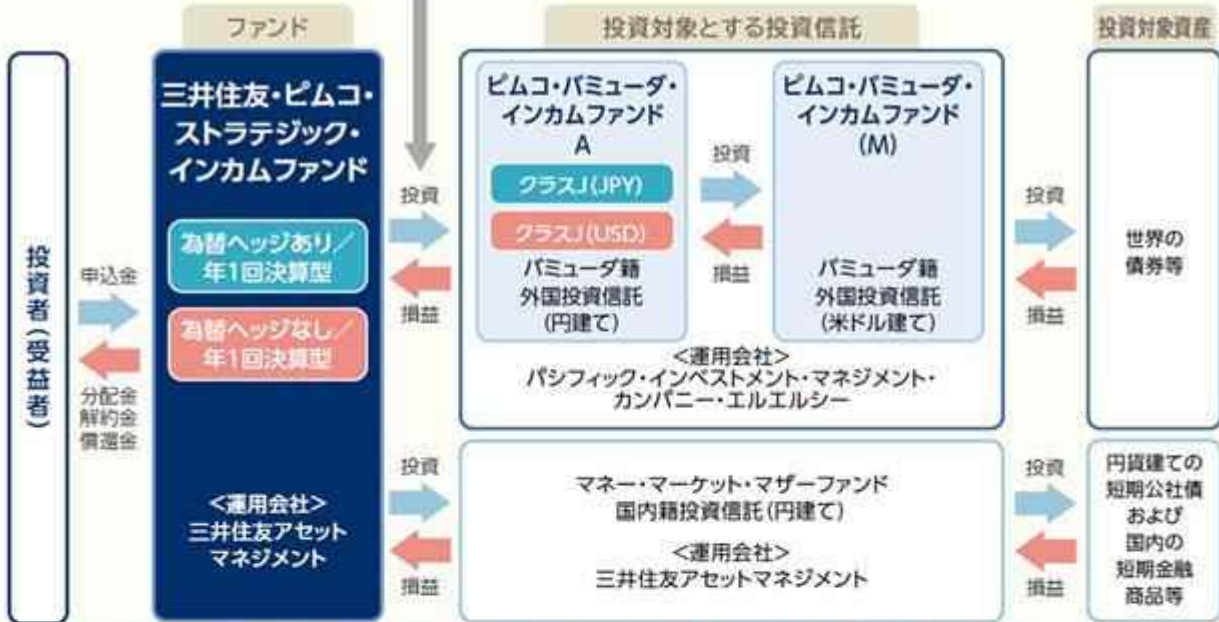 ファンド
投資対象とする投資信託
投資対象資産
投資者(受益者)
申込金
分配金
解約金
償還金
三井住友・ピムコ・
ストラテジック・
インカムファンド
為替ヘッジあり／
年1回決算型
為替ヘッジなし／
年1回決算型
＜運用会社＞
三井住友アセット
マネジメント
投資
損益
ピムコ・バミューダ・
インカムファンド
A
クラスJ(JPY)
クラスJ(USD)
バミューダ籍
外国投資信託
(円建て)
投資
損益
ピムコ・バミューダ・
インカムファンド
(M)
バミューダ籍
外国投資信託
(米ドル建て)
＜運用会社＞
パシフィック・インベストメント・マネジメント・
カンパニー・エルエルシー
投資
損益
世界の
債券等
投資
損益
マネー・マーケット・マザーファンド
国内籍投資信託(円建て)
＜運用会社＞
三井住友アセットマネジメント
投資
損益
円貨建ての
短期公社債
および
国内の
短期金融
商品等